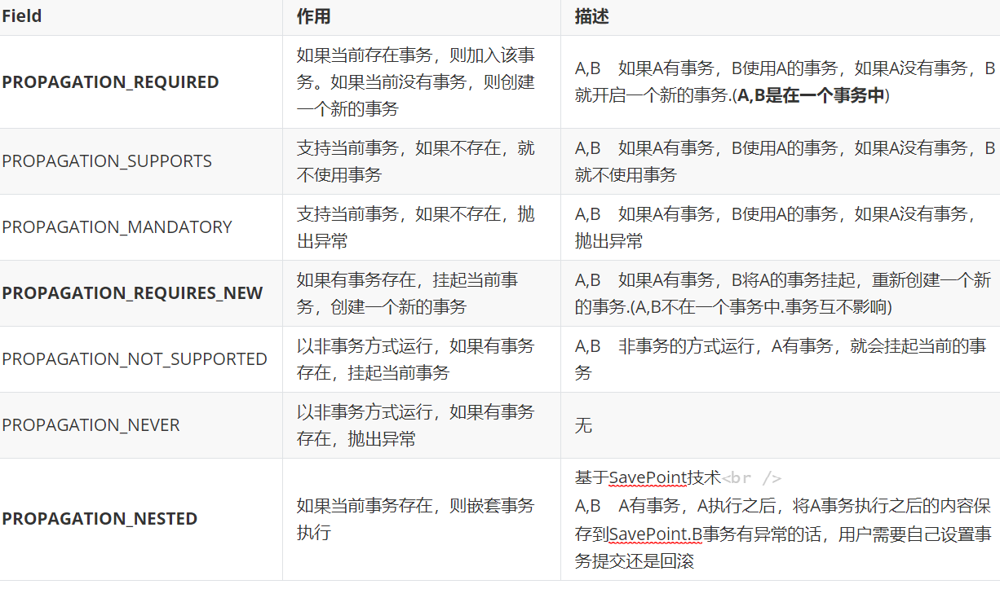 Field 作用 描述
PROPAGATION_REQUIRED
如果当前存在事务，则加入该事
务。如果当前没有事务，则创建
一个新的事务
A,B 如果A有事务，B使用A的事务，如果A没有事务，B
就开启一个新的事务.(A,B是在一个事务中)
PROPAGATION_SUPPORTS
支持当前事务，如果不存在，就
不使用事务
A,B 如果A有事务，B使用A的事务，如果A没有事务，B
就不使用事务
PROPAGATION_MANDATORY
支持当前事务，如果不存在，抛
出异常
A,B 如果A有事务，B使用A的事务，如果A没有事务，
抛出异常
PROPAGATION_REQUIRES_NEW
如果有事务存在，挂起当前事
务，创建一个新的事务
A,B 如果A有事务，B将A的事务挂起，重新创建一个新
的事务.(A,B不在一个事务中.事务互不影响)
PROPAGATION_NOT_SUPPORTED
以非事务方式运行，如果有事务
存在，挂起当前事务
A,B 非事务的方式运行，A有事务，就会挂起当前的事
务
PROPAGATION_NEVER
以非事务方式运行，如果有事务
存在，抛出异常
无
PROPAGATION_NESTED
如果当前事务存在，则嵌套事务
执行
基于SavePoint技术<br />
A,B A有事务，A执行之后，将A事务执行之后的内容保
存到SavePoint.B事务有异常的话，用户需要自己设置事
务提交还是回滚